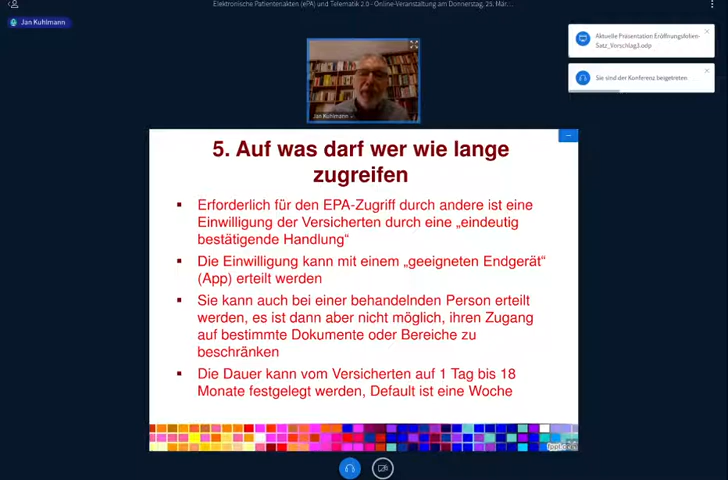 Elektronische Patientenakten (ePA) und Telematik 2.0 - Online-Veranstaltung am Donnerstag, 25. Mär...
Jan Kuhlmann
Aktuelle Präsentation Eröffnungsfolien-
Satz_Vorschlag3.odp
Sie sind der Konferenz beigetreten
Jan Kuhlmann
5. Auf was darf wer wie lange
zugreifen
Erforderlich für den EPA-Zugriff durch andere ist eine
Einwilligung der Versicherten durch eine „eindeutig
bestätigende Handlung“
Die Einwilligung kann mit einem „geeigneten Endgerät“
(App) erteilt werden
Sie kann auch bei einer behandelnden Person erteilt
werden, es ist dann aber nicht möglich, ihren Zugang
auf bestimmte Dokumente oder Bereiche zu
beschränken
Die Dauer kann vom Versicherten auf 1 Tag bis 18
Monate festgelegt werden, Default ist eine Woche